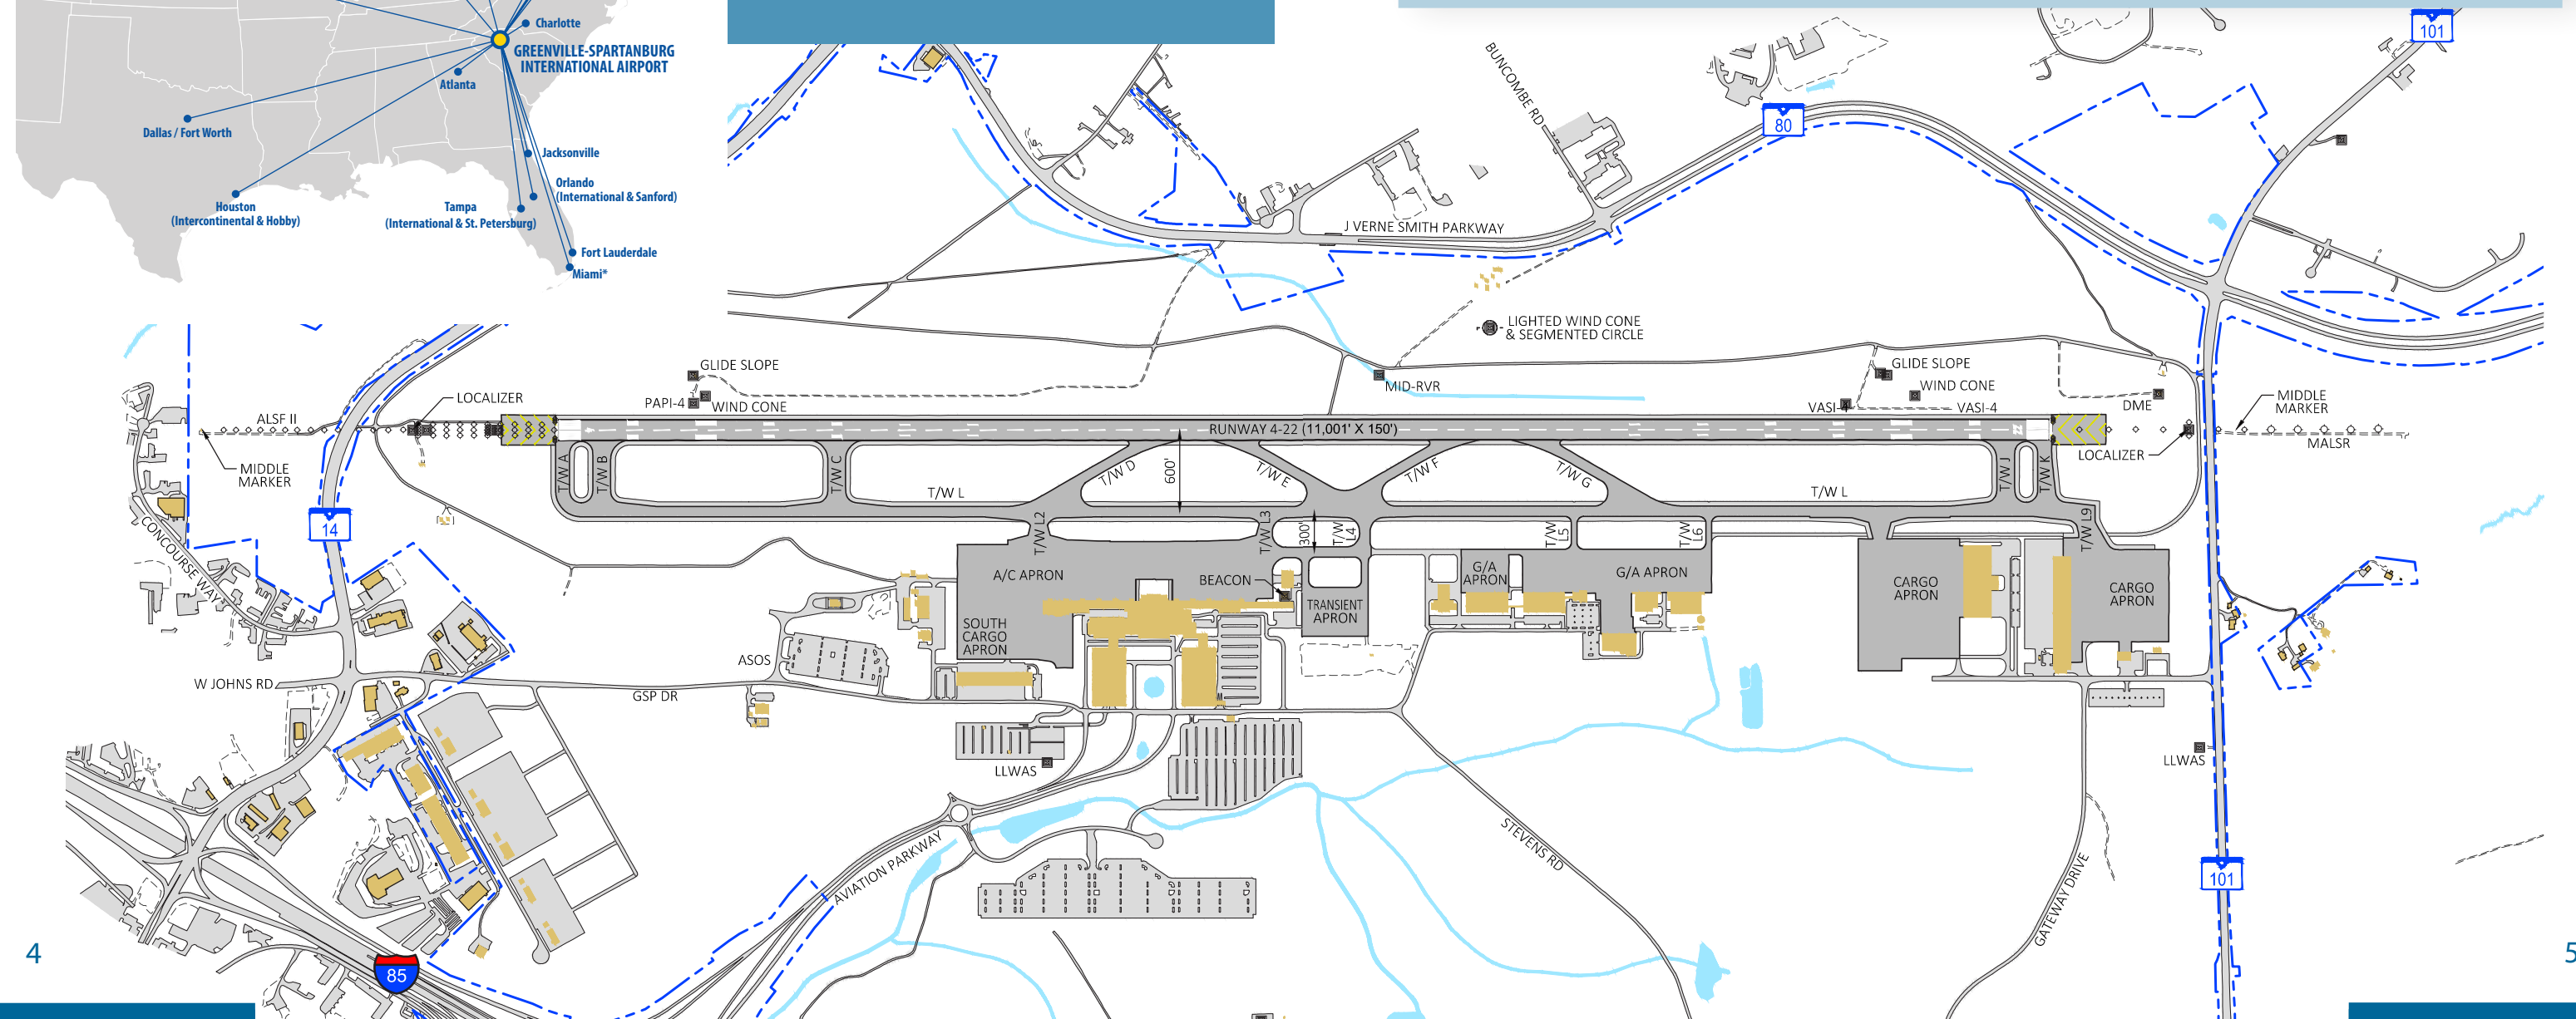 Charlotte
GREENVILLE-SPARTANBURG
INTERNATIONAL AIRPORT
Atlanta
Dallas / Fort Worth
Jacksonville
Orlando
(International & Sanford)
Houston
(Intercontinental & Hobby)
Tampa
(International & St. Petersburg)
Fort Lauderdale
Miami*
101
BUNCOMBE RD
80
J VERNE SMITH PARKWAY
LIGHTED WIND CONE
& SEGMENTED CIRCLE
GLIDE SLOPE
PAPI-4
WIND CONE
MID-RVR
GLIDE SLOPE
WIND CONE
VASI-4
VASI-4
DME
MIDDLE
MARKER
MALSR
LOCALIZER
LOCALIZER
ALSF II
MIDDLE
MARKER
RUNWAY 4-22 (11,001' X 150')
22
T/W A
T/W B
T/W C
T/W L
T/W D
600'
T/W E
T/W F
T/W G
T/W L
T/W J
T/W K
T/W L2
T/W L3
300'
T/W
L4
T/W
L5
T/W
L6
T/W L9
14
CONCOURSE WAY
A/C APRON
BEACON
TRANSIENT
APRON
G/A
APRON
G/A APRON
CARGO
APRON
CARGO
APRON
SOUTH
CARGO
APRON
ASOS
W JOHNS RD
GSP DR
LLWAS
LLWAS
AVIATION PARKWAY
STEVENS RD
GATEWAY DRIVE
101
85
4
5